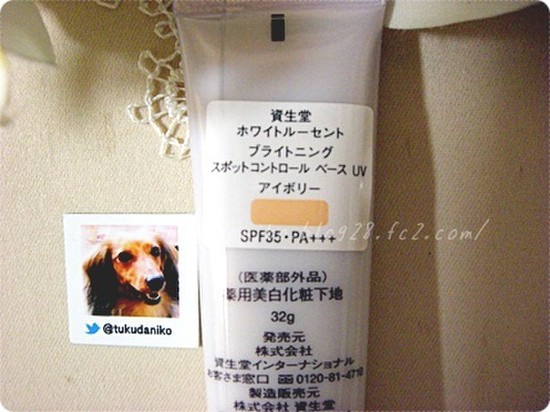 資生堂
ホワイトルーセント
ブライトニング
スポットコントロール ベース UV
アイボリー
SPF35・PA+++
blog28.fc2.com/
(医薬部外品)
薬用美白化粧下地
32g
発売元
株式会社
資生堂インターナショナル
お客さま窓口 0120-81-4710
製造販売元
株式会社 資生堂
@tukudaniko